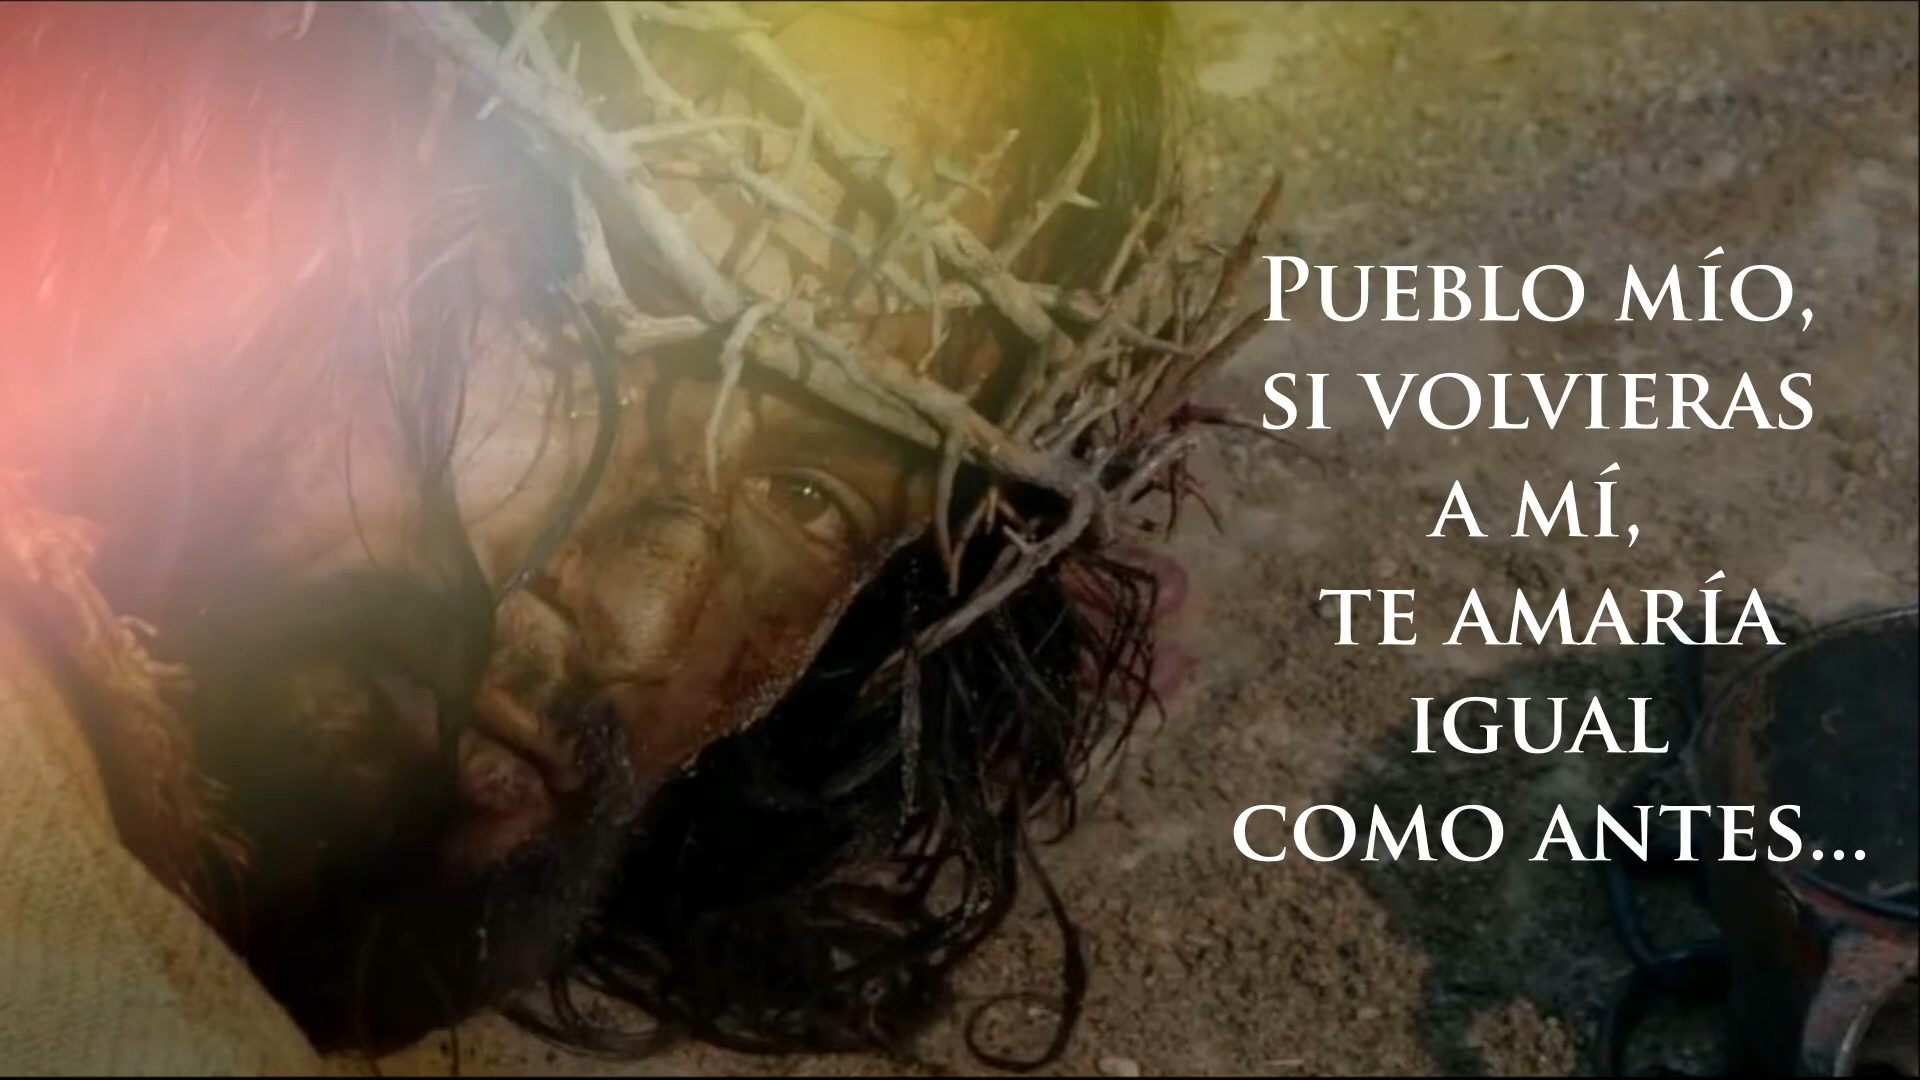 Pueblo mío,
si volvieras
a mí,
te amaría
igual
como antes...